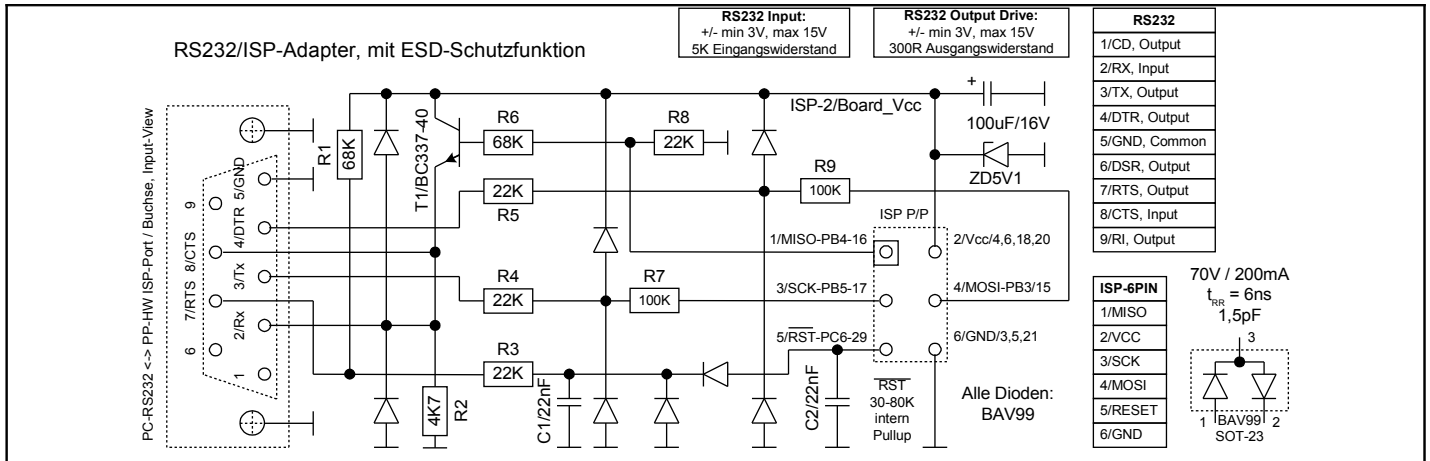 RS232/ISP-Adapter, mit ESD-Schutzfunktion
RS232 Input:
+/- min 3V, max 15V
5K Eingangswiderstand
RS232 Output Drive:
+/- min 3V, max 15V
300R Ausgangswiderstand
RS232
1/CD, Output
2/RX, Input
3/TX, Output
4/DTR, Output
5/GND, Common
6/DSR, Output
7/RTS, Output
8/CTS, Input
9/RI, Output
PC-RS232 <-> PP-HW ISP-Port / Buchse, Input-View
5/GND
9
4/DTR
8/CTS
3/Tx
7/RTS
2/Rx
6
1
R1
68K
T1/BC337-40
R6
68K
R8
22K
ISP-2/Board_Vcc
+
100uF/16V
ZD5V1
22K
R5
R9
100K
R4
22K
R7
100K
R3
22K
4K7
R2
C1/22nF
C2/22nF
ISP P/P
1/MISO-PB4-16
2/Vcc/4,6,18,20
3/SCK-PB5-17
4/MOSI-PB3/15
5/RST-PC6-29
6/GND/3,5,21
RST
30-80K
intern
Pullup
Alle Dioden:
BAV99
ISP-6PIN
1/MISO
2/VCC
3/SCK
4/MOSI
5/RESET
6/GND
70V / 200mA
tRR = 6ns
1,5pF
3
1
BAV99
2
SOT-23